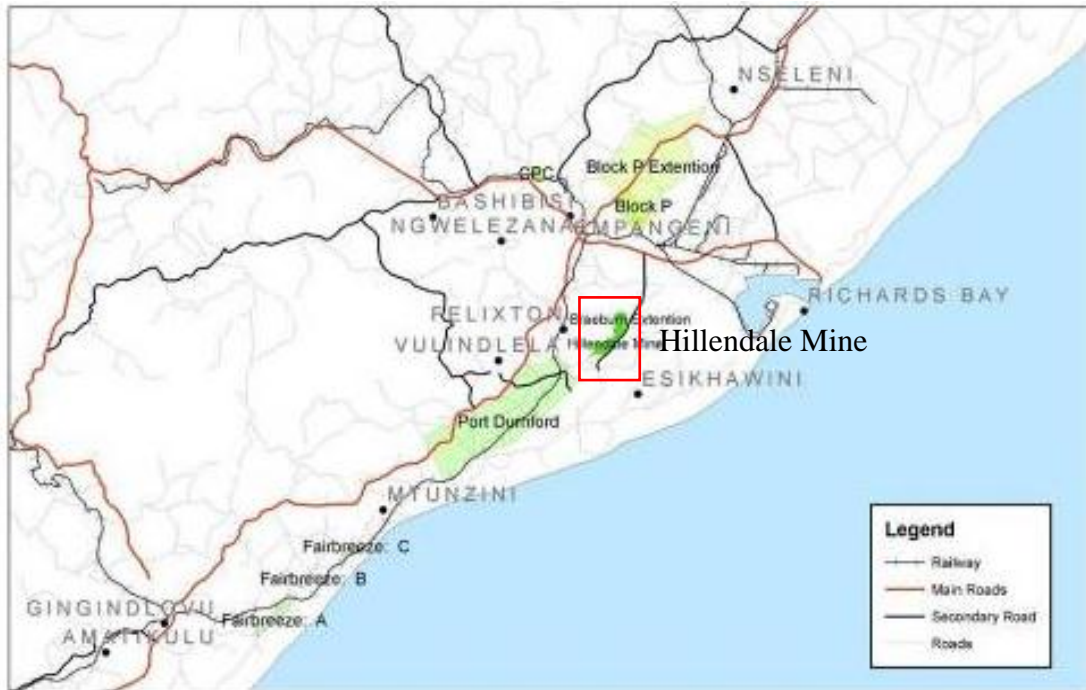 NSELENI
Block P Extention
CPC
BASHIBISI
Block P
NGWELEZANA
EMPANGENI
RICHARDS BAY
FELIXTON
Braeburn Extention
VULINDLELA
Hillendale Mine
Hillendale Mine
ESIKHAWINI
Port Durnford
MTUNZINI
Fairbreeze: C
Fairbreeze: B
GINGINDLOVU
Fairbreeze: A
AMATIKULU
Legend
Railway
Main Roads
Secondary Road
Roads